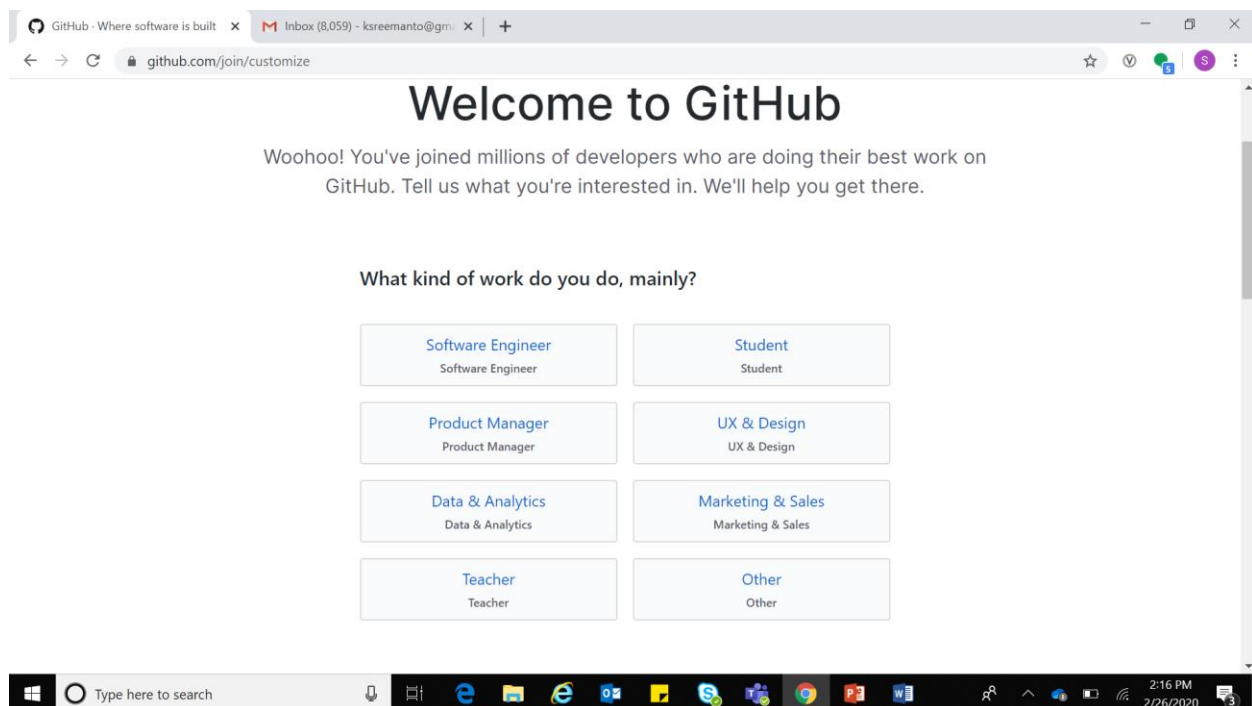 GitHub · Where software is built
Inbox (8,059) - ksreemanto@gm
github.com/join/customize
S
5
Welcome to GitHub
Woohoo! You've joined millions of developers who are doing their best work on
GitHub. Tell us what you're interested in. We'll help you get there.
What kind of work do you do, mainly?
Software Engineer
Software Engineer
Student
Student
Product Manager
Product Manager
UX & Design
UX & Design
Data & Analytics
Data & Analytics
Marketing & Sales
Marketing & Sales
Teacher
Teacher
Other
Other
Type here to search
2:16 PM
2/26/2020
3